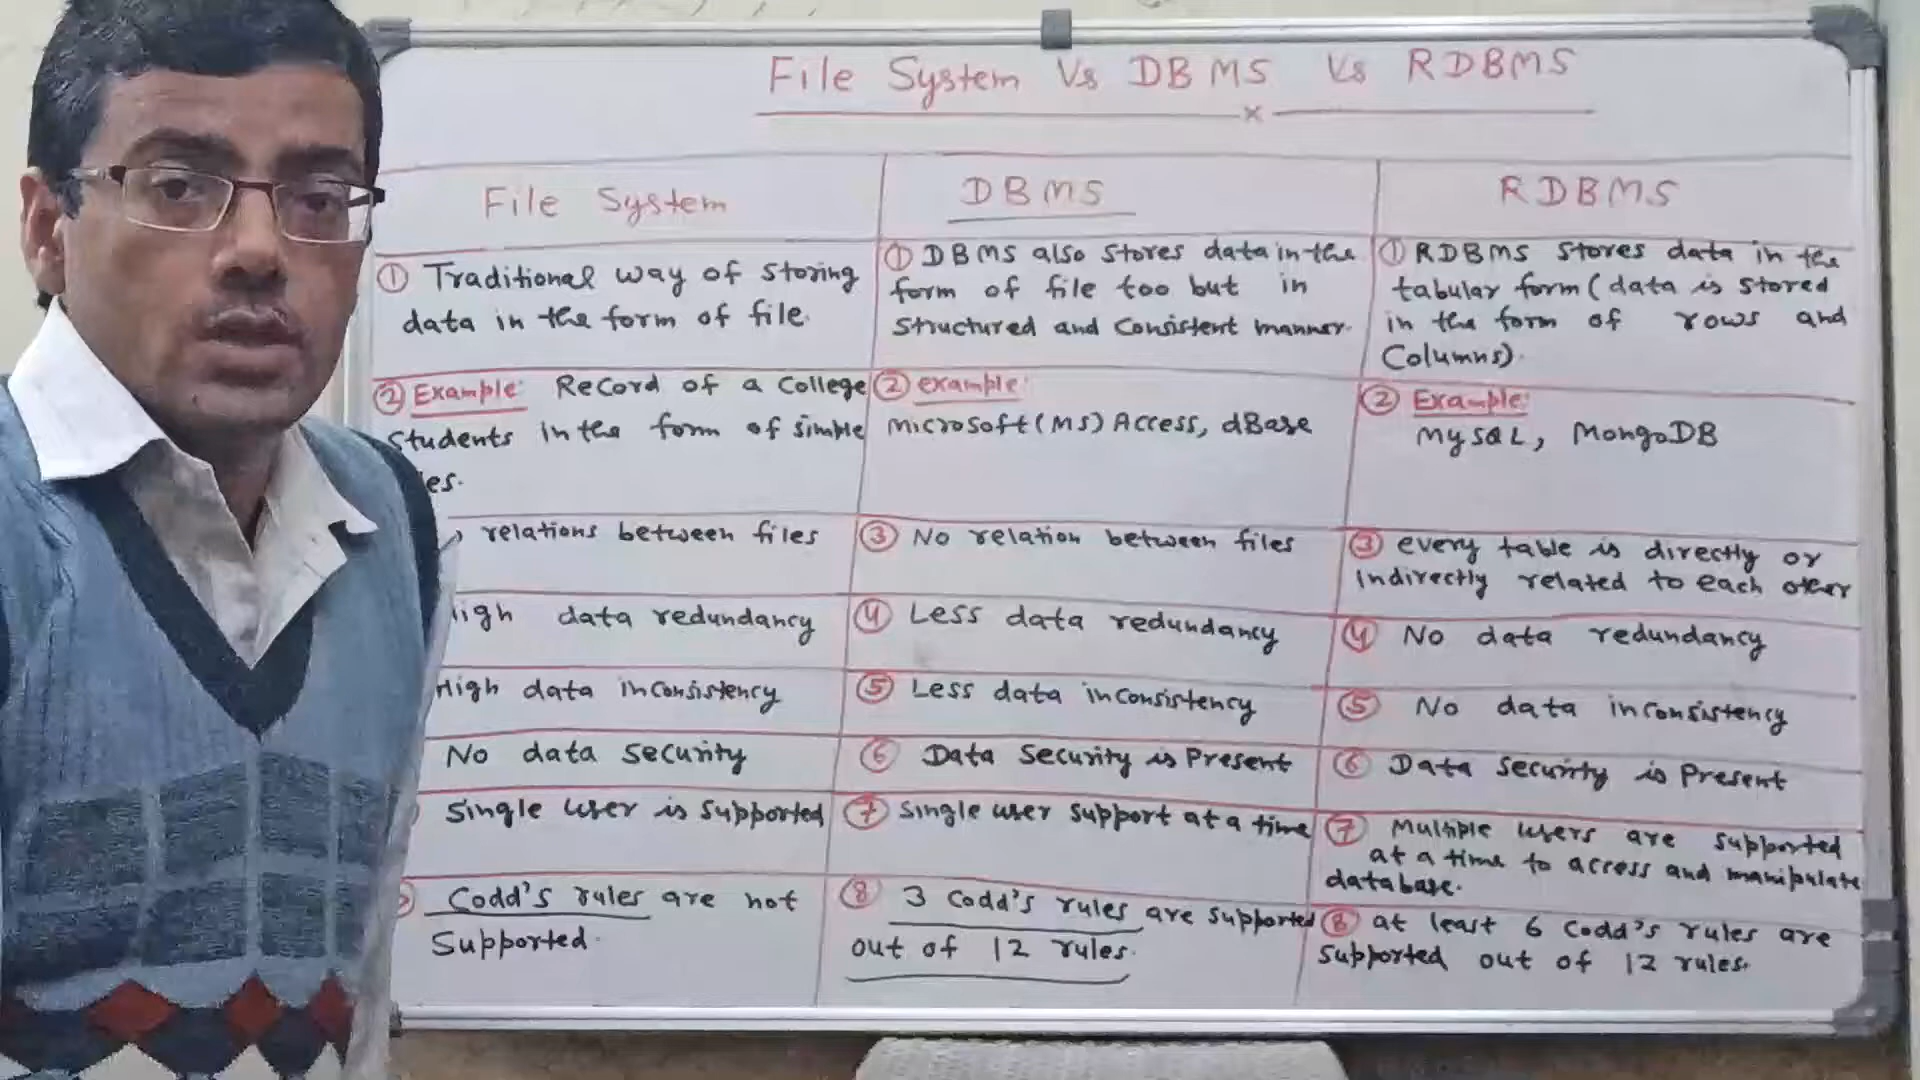 File System Vs DBMS Vs RDBMS
x
File System
① Traditional way of storing
data in the form of file.
② Example: Record of a College
Students in the form of simple
relations between files
data redundancy
High data inconsistency
No data security
Single user is supported
Codd's rules are not
Supported.
DBMS
① DBMS also stores data in the
form of file too but in
Structured and Consistent manner.
② example:
Microsoft (MS) Access, dBase
③ No relation between files
④ Less data redundancy
⑤ Less data inconsistency
⑥ Data Security is Present
⑦ Single user support at a time
⑧ 3 Codd's rules are supported
out of 12 rules.
RDBMS
① RDBMS stores data in the
tabular form (data is stored
in the form of rows and
Columns).
② Example:
MySQL, MongoDB
③ every table is directly or
indirectly related to each other
④ No data redundancy
⑤ No data inconsistency
⑥ Data security is Present
⑦ Multiple users are supported
at a time to access and manipulate
database.
⑧ at least 6 Codd's rules are
supported out of 12 rules.